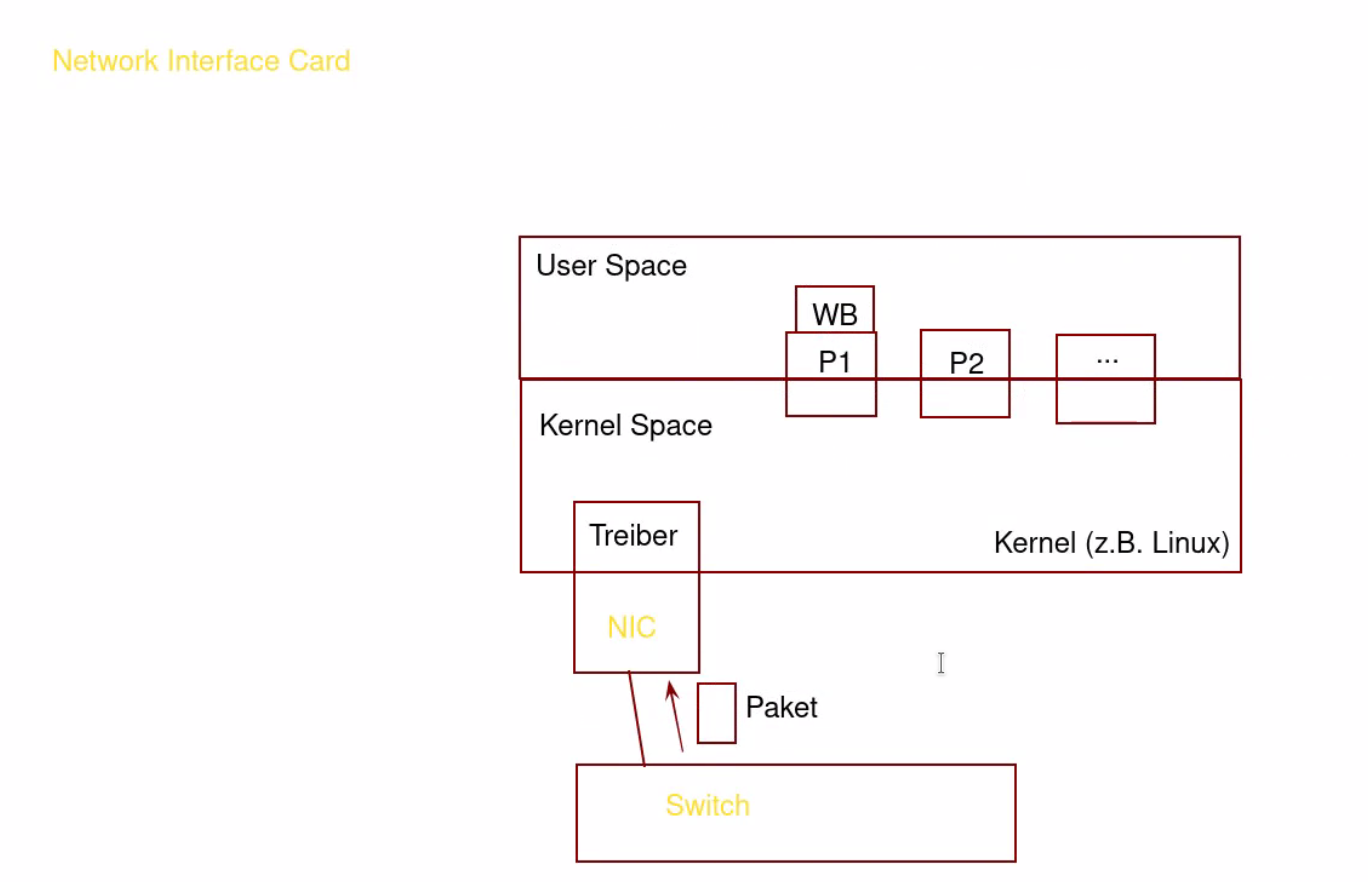 Network Interface Card
User Space
WB
P1
P2
...
Kernel Space
Treiber
Kernel (z.B. Linux)
NIC
Paket
Switch